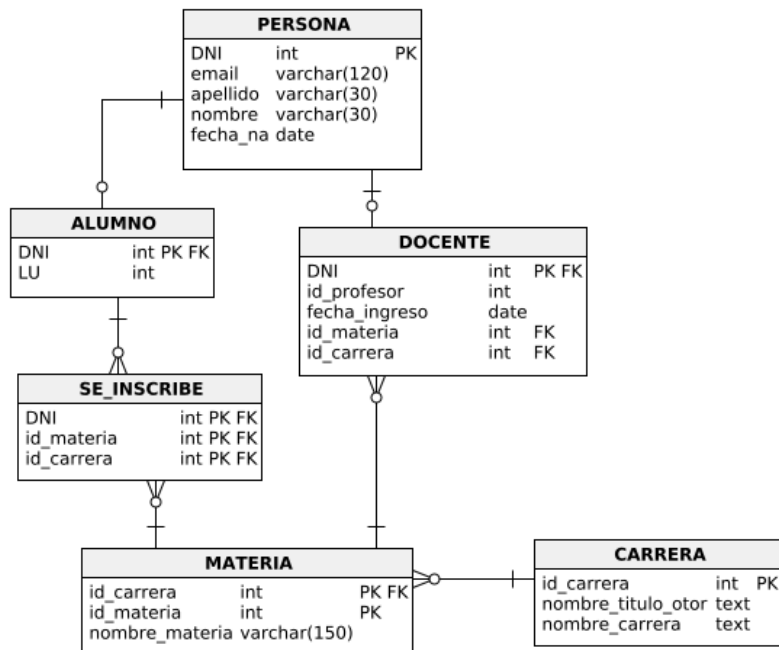 PERSONA
DNI int PK
email varchar(120)
apellido varchar(30)
nombre varchar(30)
fecha_na date
ALUMNO
DNI int PK FK
LU int
DOCENTE
DNI int PK FK
id_profesor int
fecha_ingreso date
id_materia int FK
id_carrera int FK
SE_INSCRIBE
DNI int PK FK
id_materia int PK FK
id_carrera int PK FK
MATERIA
id_carrera int PK FK
id_materia int PK
nombre_materia varchar(150)
CARRERA
id_carrera int PK
nombre_titulo_otor text
nombre_carrera text